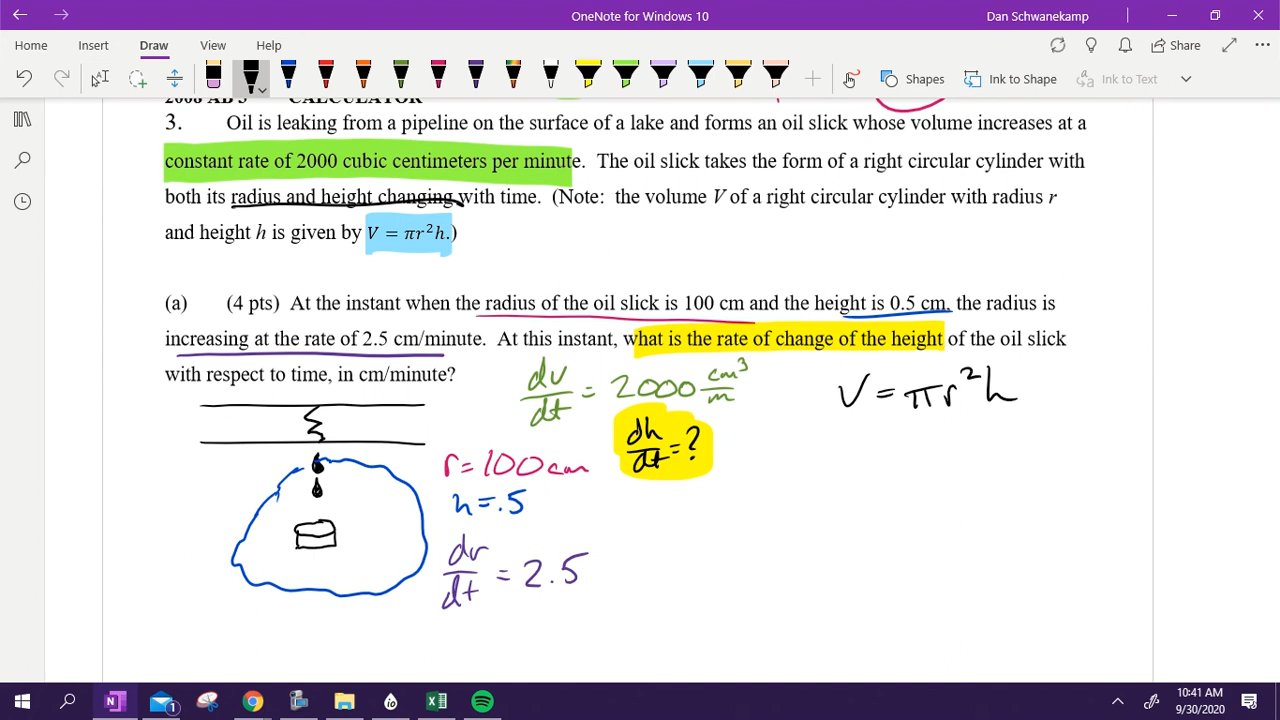 OneNote for Windows 10
Dan Schwanekamp
Home Insert Draw View Help
Share
Shapes Ink to Shape Ink to Text
2008 AB 3 CALCULATOR
3. Oil is leaking from a pipeline on the surface of a lake and forms an oil slick whose volume increases at a
constant rate of 2000 cubic centimeters per minute. The oil slick takes the form of a right circular cylinder with
both its radius and height changing with time. (Note: the volume V of a right circular cylinder with radius r
and height h is given by V = πr²h.)
(a) (4 pts) At the instant when the radius of the oil slick is 100 cm and the height is 0.5 cm, the radius is
increasing at the rate of 2.5 cm/minute. At this instant, what is the rate of change of the height of the oil slick
with respect to time, in cm/minute?
dv/dt = 2000 cm³/m
V = πr²h
dh/dt = ?
r = 100 cm
h = .5
dr/dt = 2.5
10:41 AM
9/30/2020